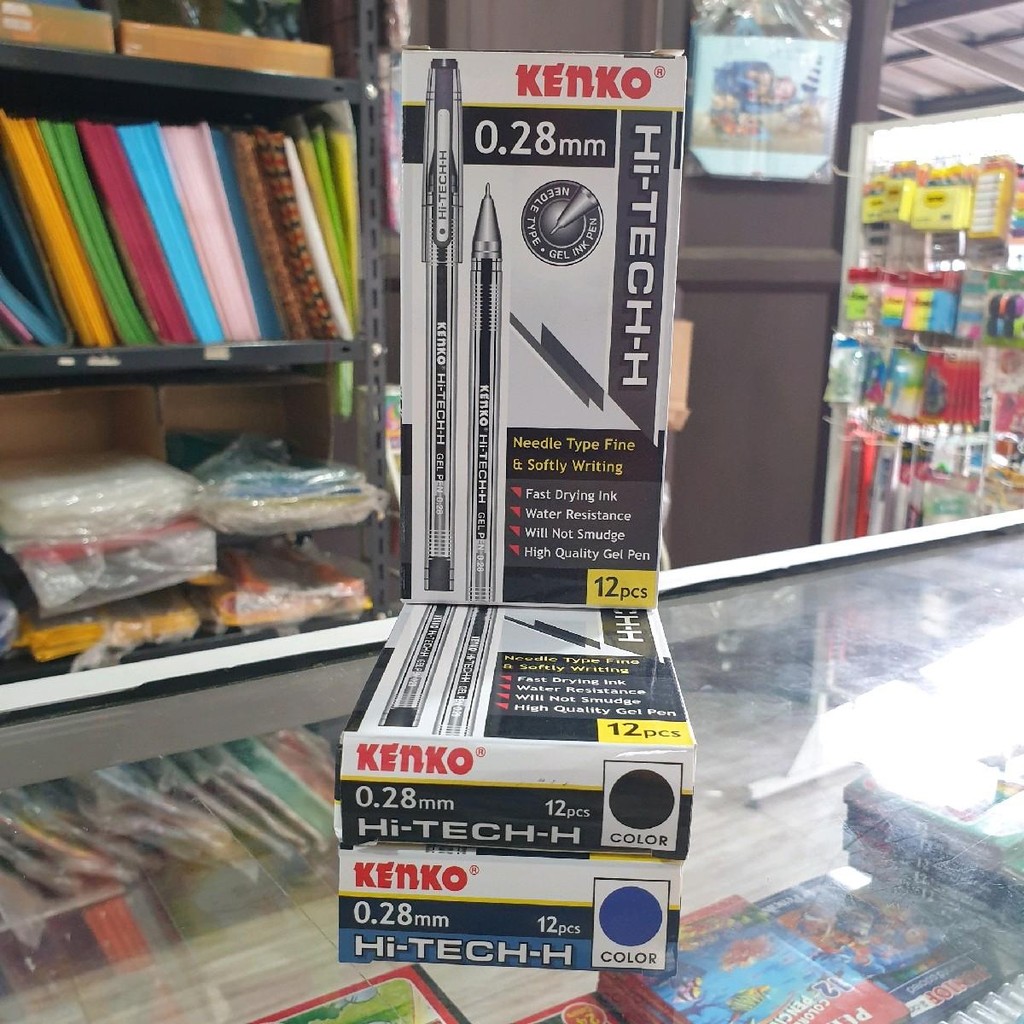 KENKO®
0.28mm
Hi-TECH-H
NEEDLE TYPE • GEL INK PEN
Hi-TECH-H
KENKO Hi-TECH-H GEL PEN 0.28
KENKO Hi-TECH-H GEL PEN 0.28
Needle Type Fine
& Softly Writing
Fast Drying Ink
Water Resistance
Will Not Smudge
High Quality Gel Pen
12pcs
Needle Type Fine
& Softly Writing
Fast Drying Ink
Water Resistance
Will Not Smudge
High Quality Gel Pen
12pcs
KENKO®
0.28mm
12pcs
Hi-TECH-H
COLOR
KENKO®
0.28mm
12pcs
Hi-TECH-H
COLOR